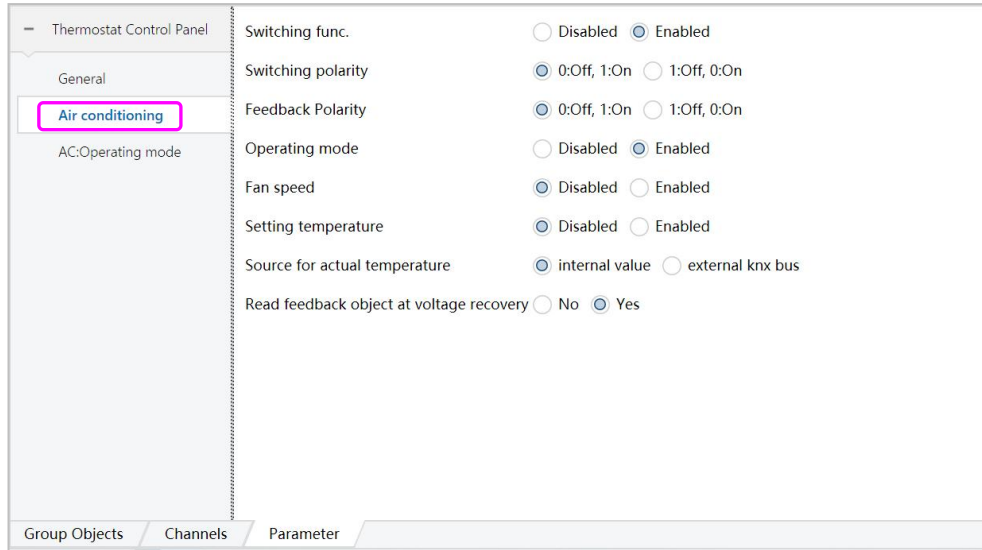 Thermostat Control Panel
General
Air conditioning
AC:Operating mode
Switching func. Disabled Enabled
Switching polarity 0:Off, 1:On 1:Off, 0:On
Feedback Polarity 0:Off, 1:On 1:Off, 0:On
Operating mode Disabled Enabled
Fan speed Disabled Enabled
Setting temperature Disabled Enabled
Source for actual temperature internal value external knx bus
Read feedback object at voltage recovery No Yes
Group Objects Channels Parameter